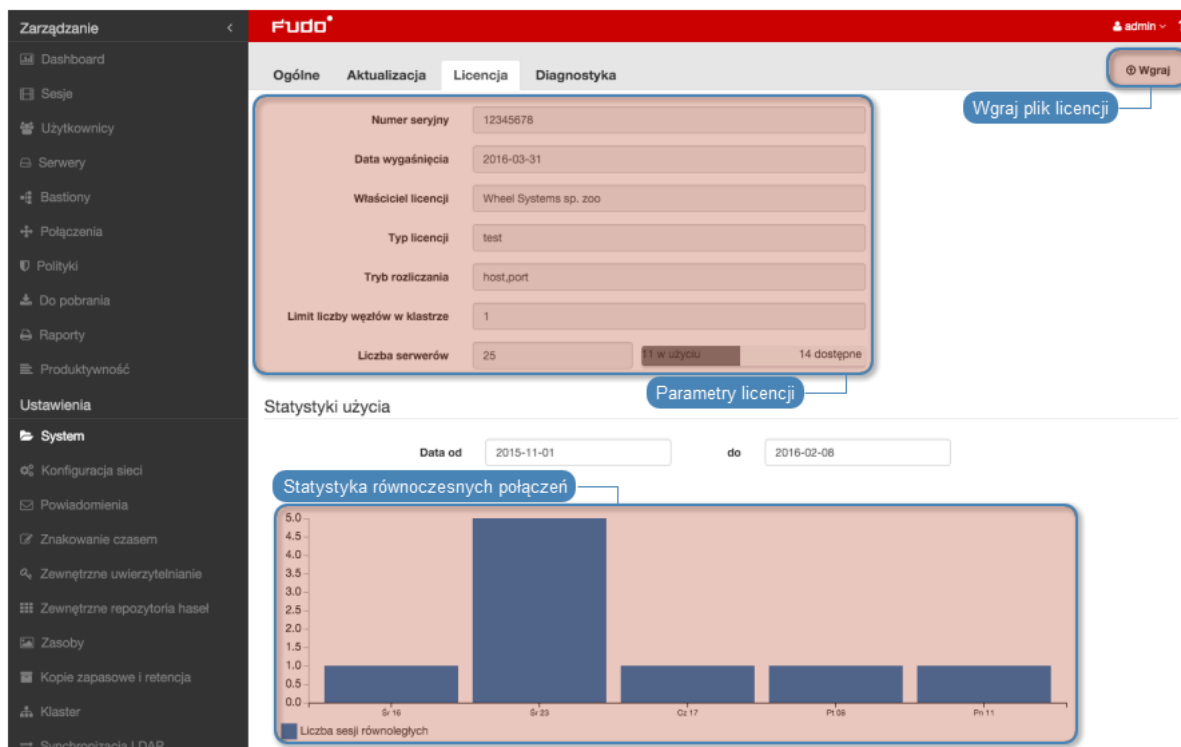 Zarządzanie
Dashboard
Sesje
Użytkownicy
Serwery
Bastiony
Połączenia
Polityki
Do pobrania
Raporty
Produktywność
Ustawienia
System
Konfiguracja sieci
Powiadomienia
Znakowanie czasem
Zewnętrzne uwierzytelnianie
Zewnętrzne repozytoria haseł
Zasoby
Kopie zapasowe i retencja
Klaster
Synchronizacja LDAP
FUDO
admin
Ogólne Aktualizacja Licencja Diagnostyka
Wgraj
Wgraj plik licencji
Numer seryjny 12345678
Data wygaśnięcia 2016-03-31
Właściciel licencji Wheel Systems sp. zoo
Typ licencji test
Tryb rozliczania host,port
Limit liczby węzłów w klastrze 1
Liczba serwerów 25 11 w użyciu 14 dostępne
Parametry licencji
Statystyki użycia
Data od 2015-11-01 do 2016-02-08
Statystyka równoczesnych połączeń
5.0
4.5
4.0
3.5
3.0
2.5
2.0
1.5
1.0
0.5
0.0
Śr 16 Śr 23 Cz 17 Pt 08 Pn 11
Liczba sesji równoległych